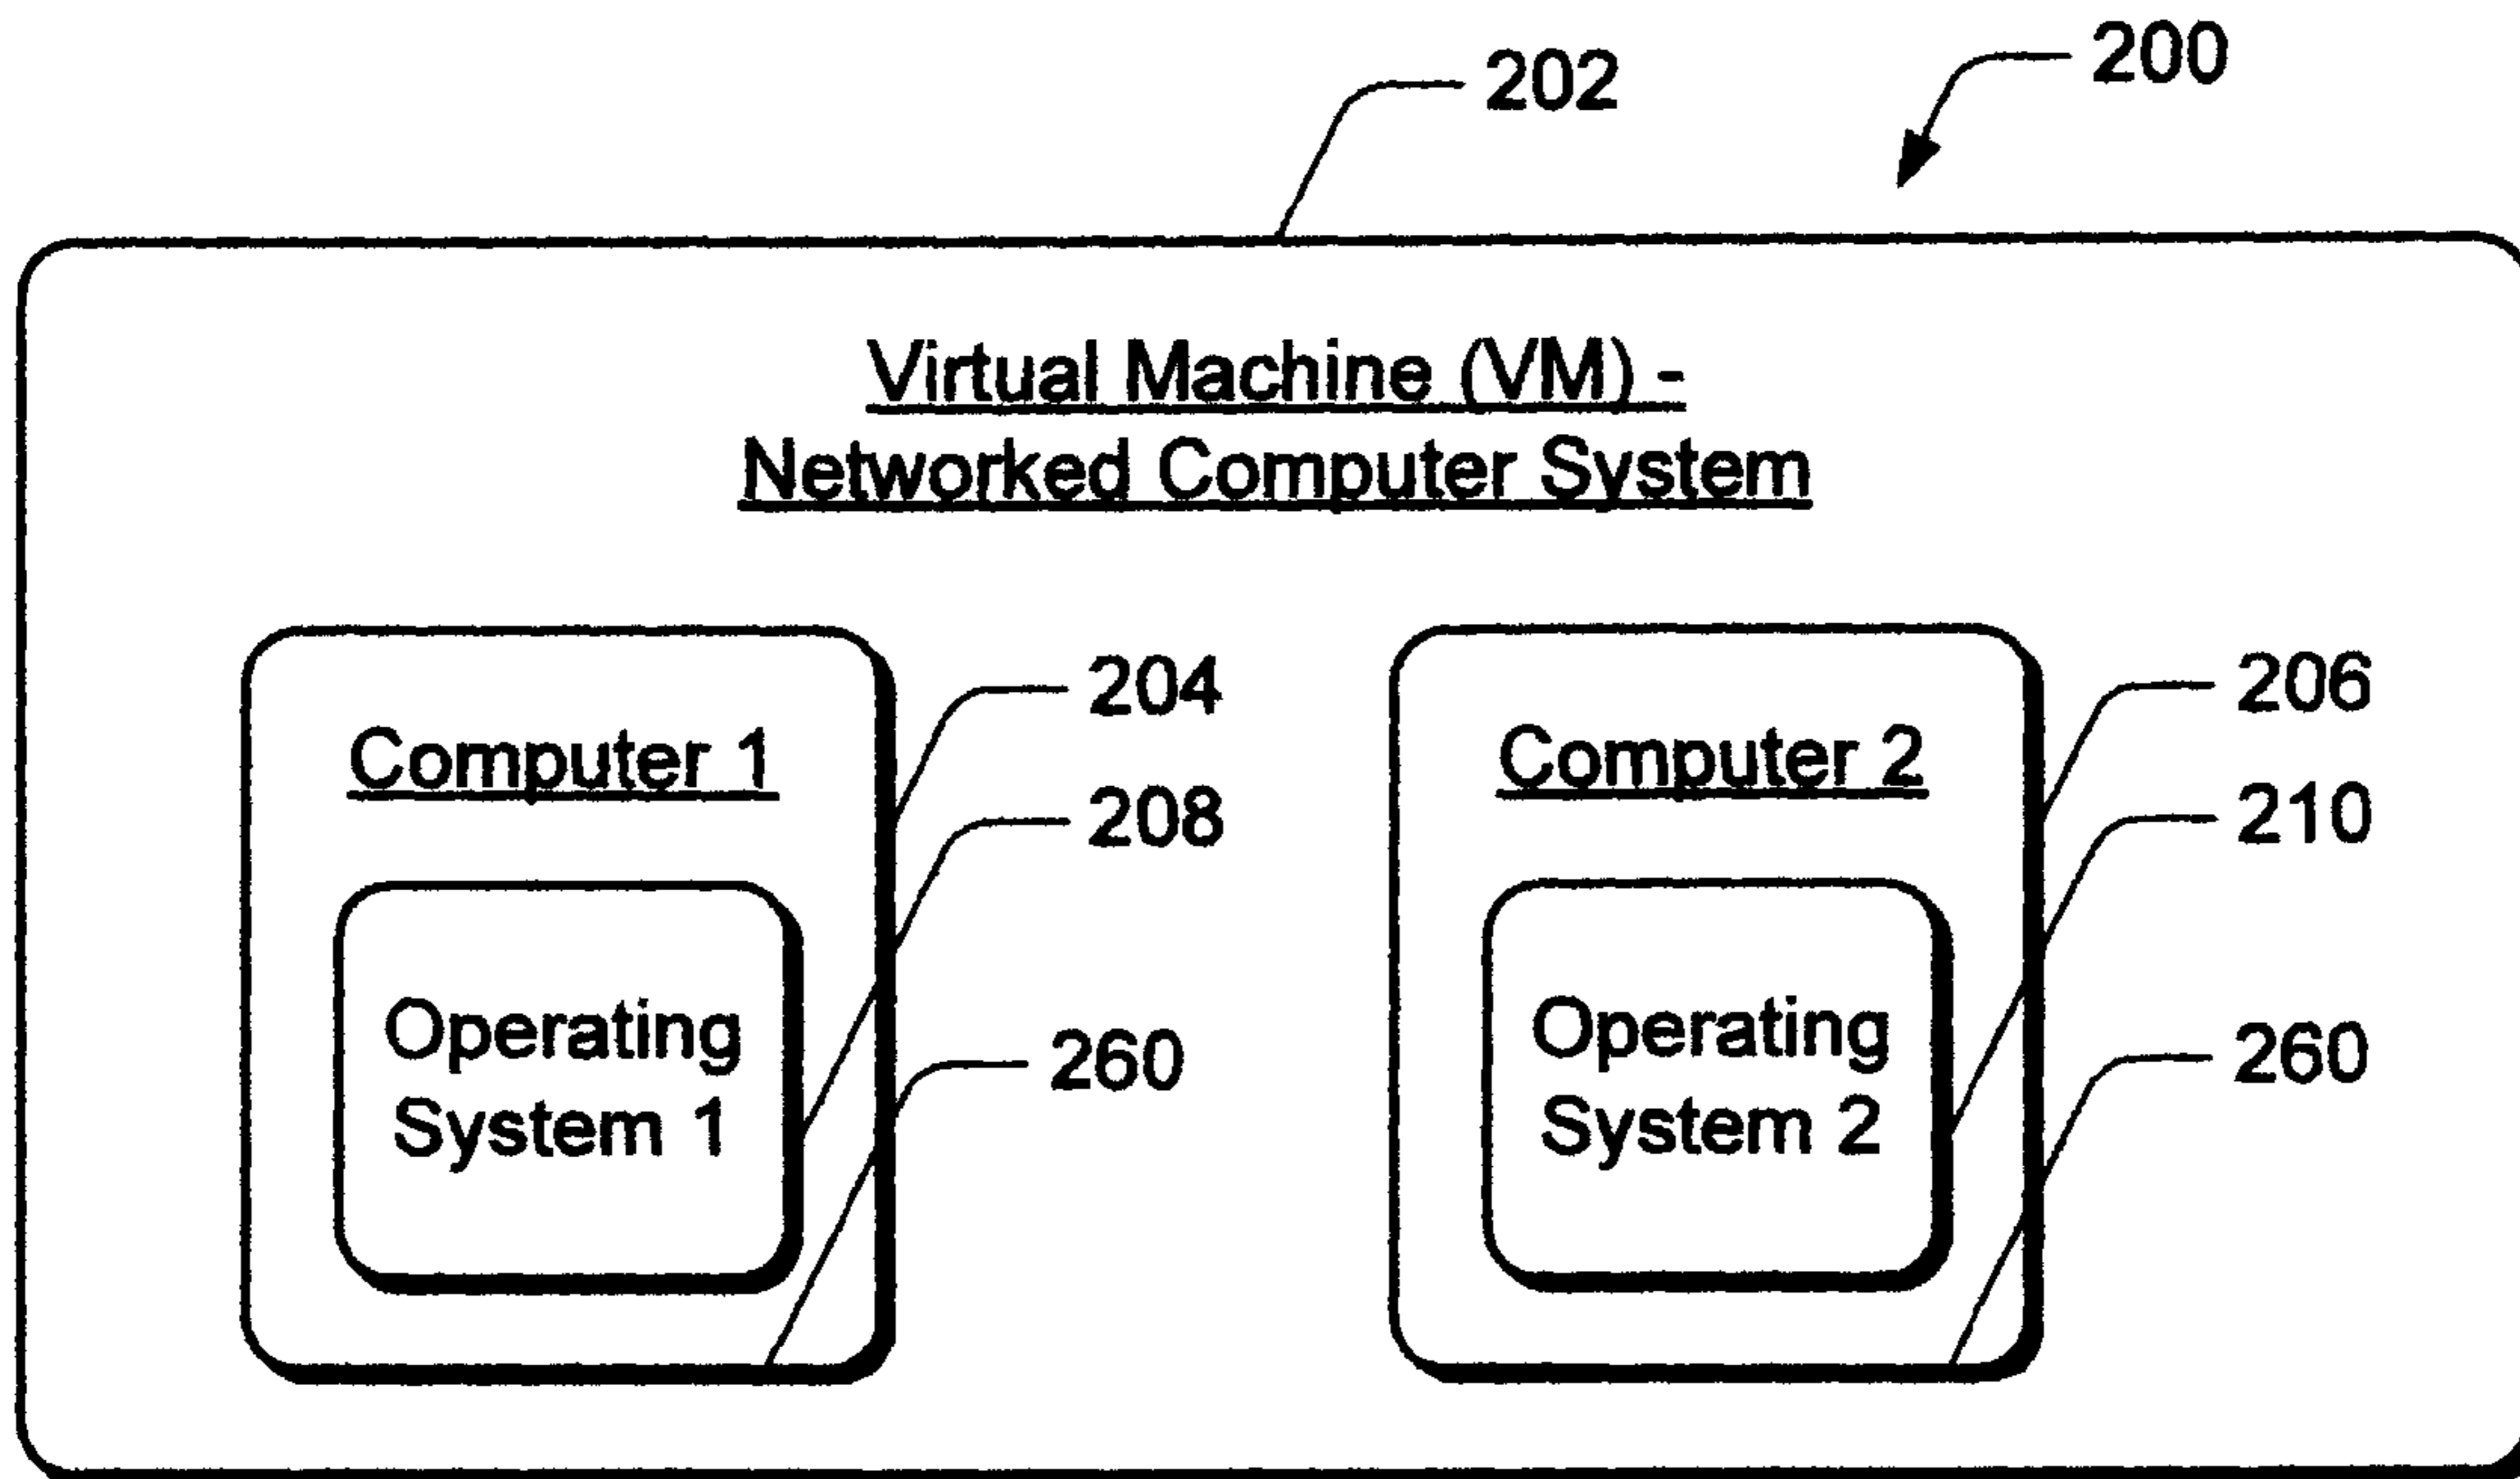 202
200
Virtual Machine (VM) -
Networked Computer System
Computer 1
204
208
Operating
System 1
260
Computer 2
206
210
Operating
System 2
260